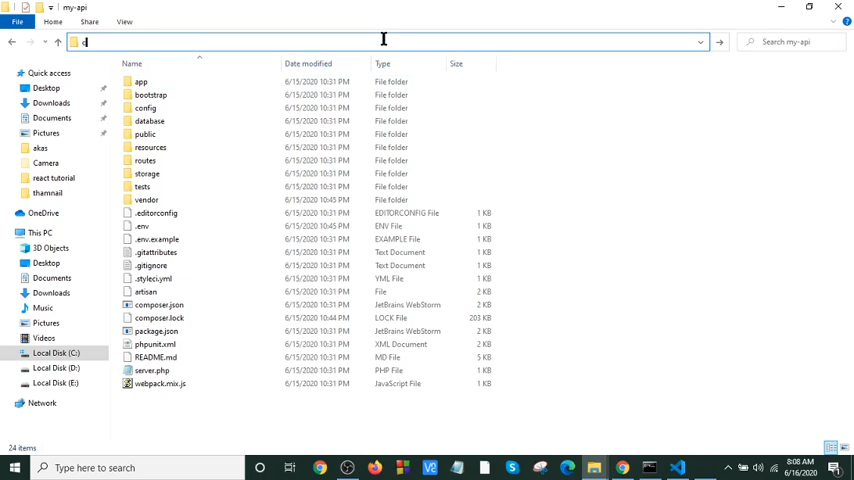 my-api
File Home Share View
c
Search my-api
Name Date modified Type Size
Quick access
Desktop
Downloads
Documents
Pictures
akas
Camera
react tutorial
thamnail
OneDrive
This PC
3D Objects
Desktop
Documents
Downloads
Music
Pictures
Videos
Local Disk (C:)
Local Disk (D:)
Local Disk (E:)
Network
app 6/15/2020 10:31 PM File folder
bootstrap 6/15/2020 10:31 PM File folder
config 6/15/2020 10:31 PM File folder
database 6/15/2020 10:31 PM File folder
public 6/15/2020 10:31 PM File folder
resources 6/15/2020 10:31 PM File folder
routes 6/15/2020 10:31 PM File folder
storage 6/15/2020 10:31 PM File folder
tests 6/15/2020 10:31 PM File folder
vendor 6/15/2020 10:45 PM File folder
.editorconfig 6/15/2020 10:31 PM EDITORCONFIG File 1 KB
.env 6/15/2020 10:45 PM ENV File 1 KB
.env.example 6/15/2020 10:31 PM EXAMPLE File 1 KB
.gitattributes 6/15/2020 10:31 PM Text Document 1 KB
.gitignore 6/15/2020 10:31 PM Text Document 1 KB
.styleci.yml 6/15/2020 10:31 PM YML File 1 KB
artisan 6/15/2020 10:31 PM File 2 KB
composer.json 6/15/2020 10:31 PM JetBrains WebStorm 2 KB
composer.lock 6/15/2020 10:44 PM LOCK File 203 KB
package.json 6/15/2020 10:31 PM JetBrains WebStorm 2 KB
phpunit.xml 6/15/2020 10:31 PM XML Document 2 KB
README.md 6/15/2020 10:31 PM MD File 5 KB
server.php 6/15/2020 10:31 PM PHP File 1 KB
webpack.mix.js 6/15/2020 10:31 PM JavaScript File 1 KB
24 items
Type here to search
8:08 AM
6/16/2020